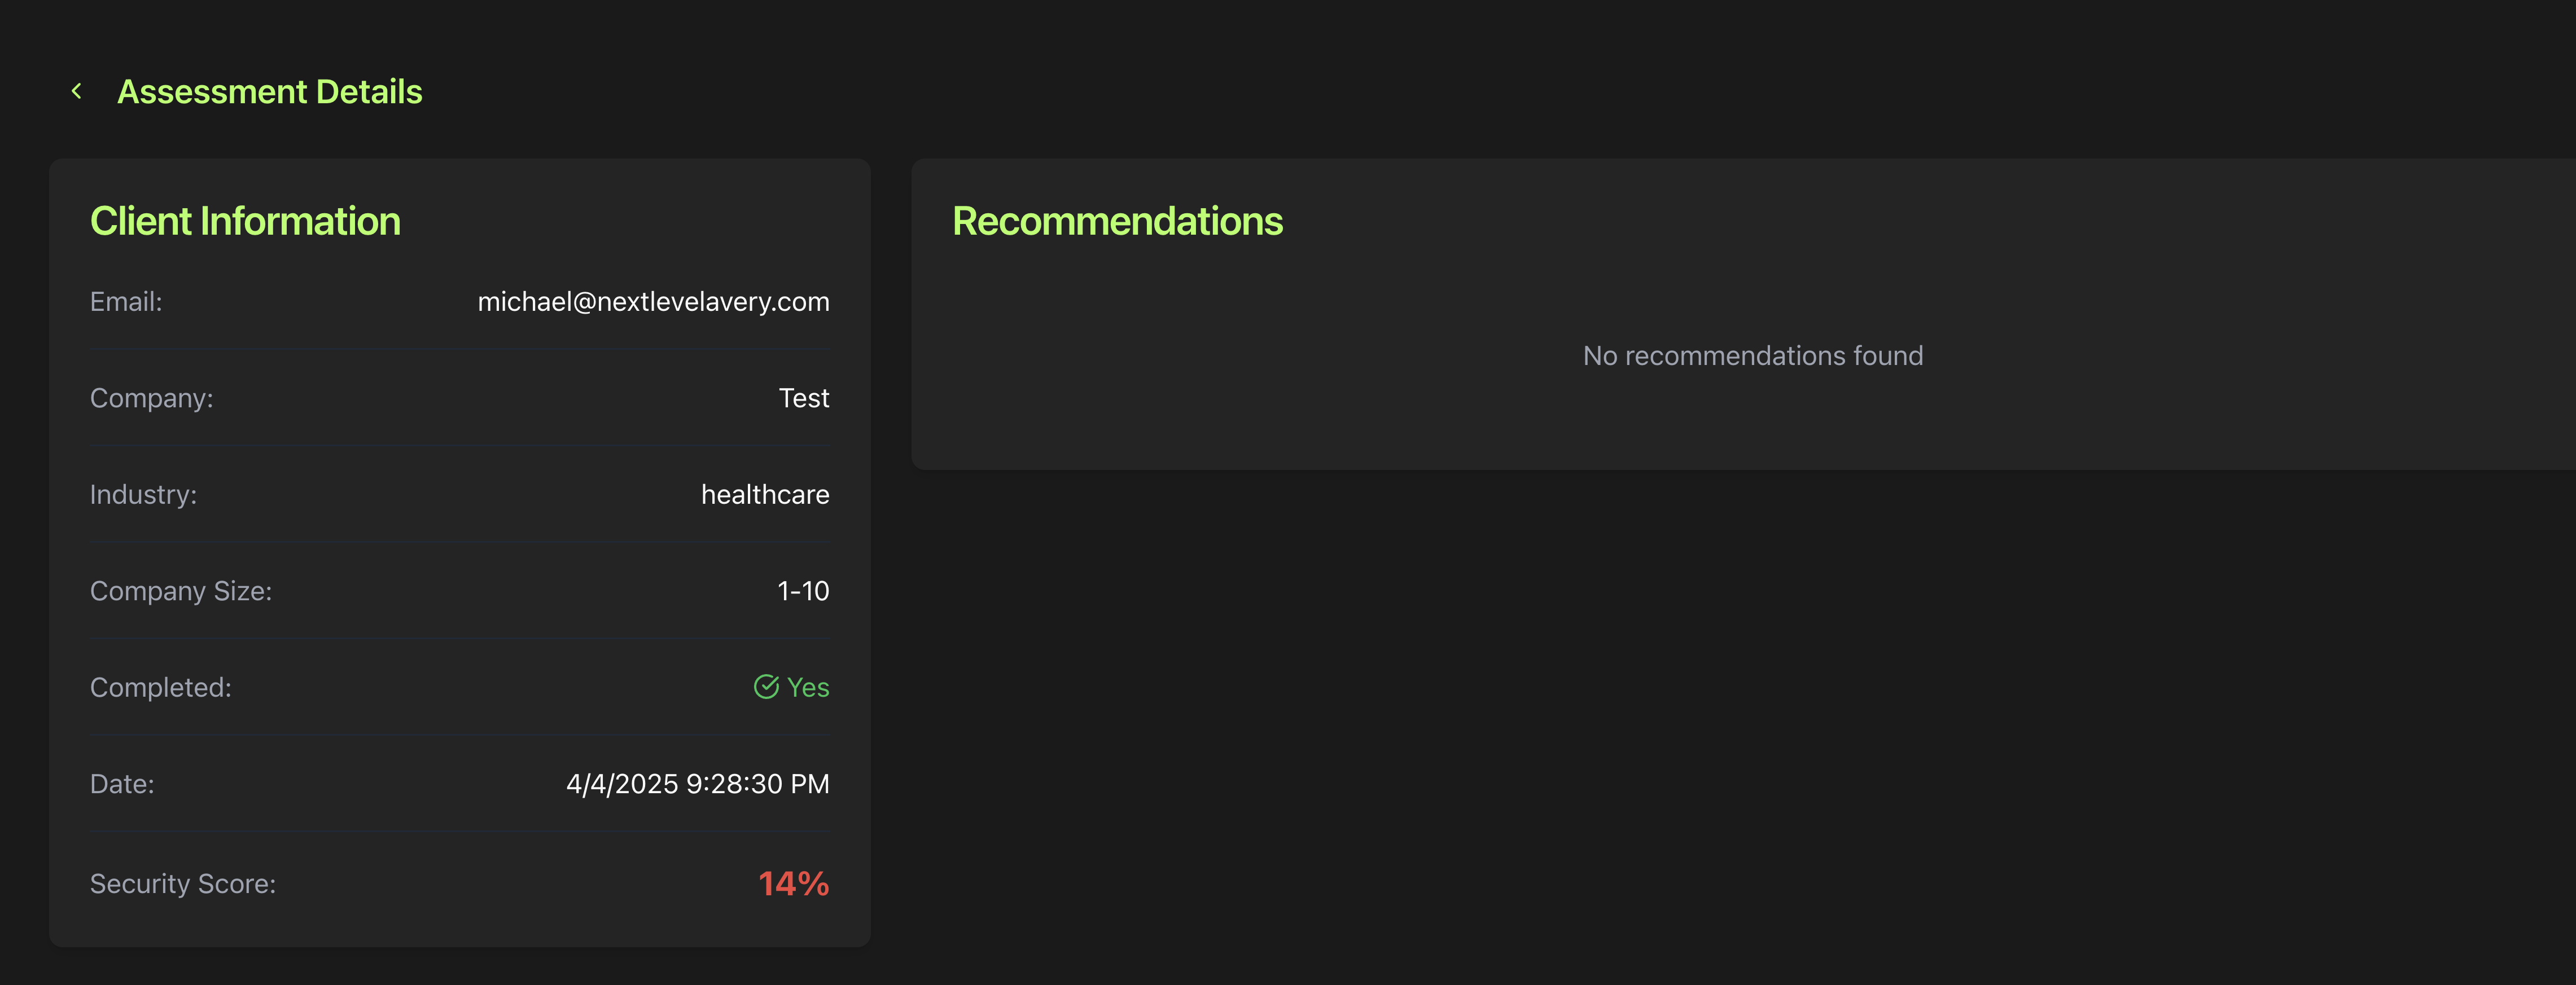 Assessment Details
Client Information
Email: michael@nextlevelavery.com
Company: Test
Industry: healthcare
Company Size: 1-10
Completed: Yes
Date: 4/4/2025 9:28:30 PM
Security Score: 14%
Recommendations
No recommendations found